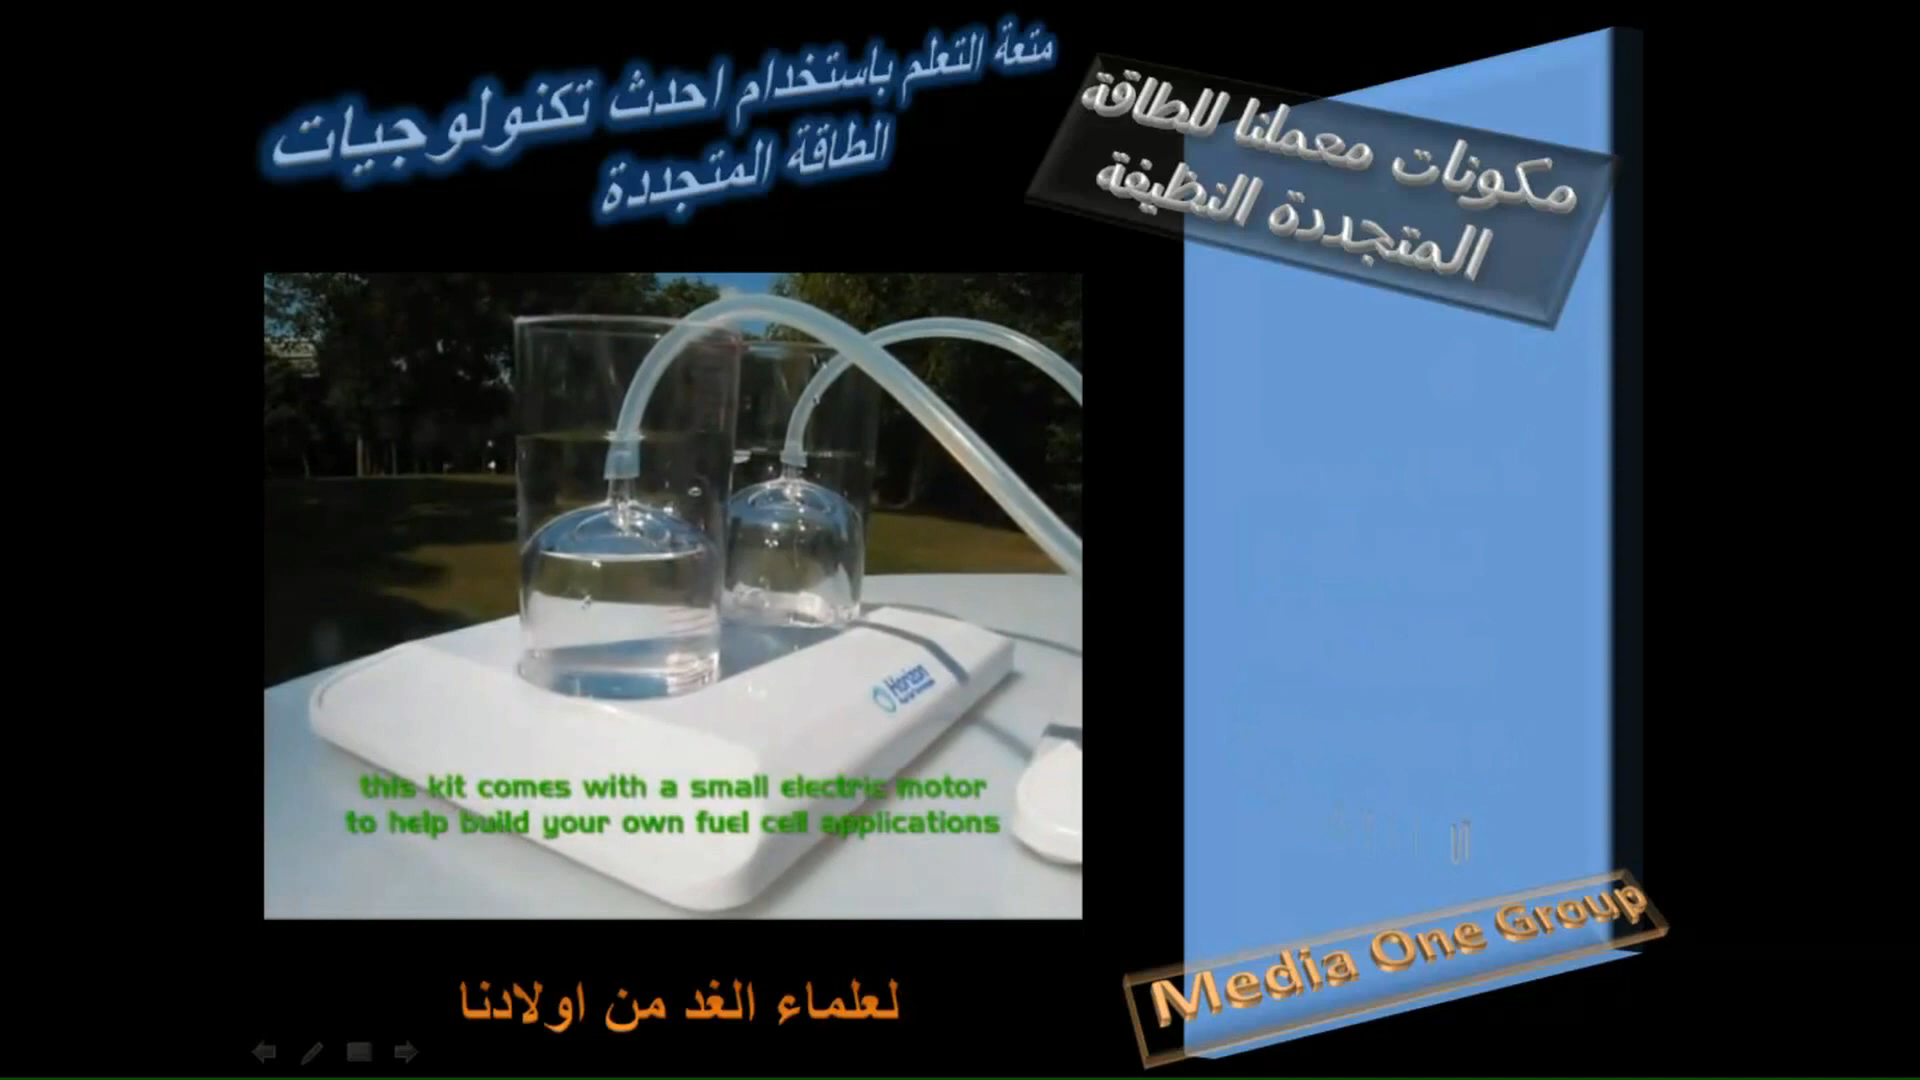 متعة التعلم باستخدام احدث تكنولوجيات
الطاقة المتجددة
مكونات معملنا للطاقة
المتجددة النظيفة
Horizon
this kit comes with a small electric motor
to help build your own fuel cell applications
Media One Group
لعلماء الغد من اولادنا